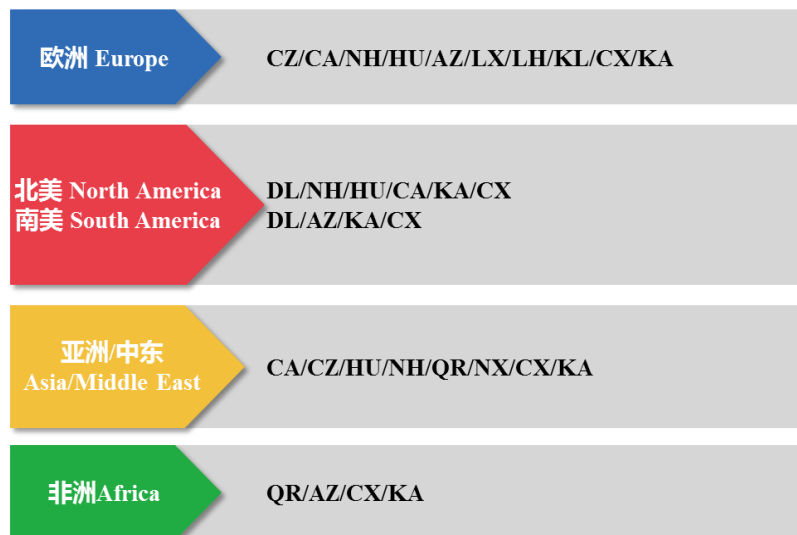 欧洲 Europe
CZ/CA/NH/HU/AZ/LX/LH/KL/CX/KA
北美 North America
南美 South America
DL/NH/HU/CA/KA/CX
DL/AZ/KA/CX
亚洲/中东
Asia/Middle East
CA/CZ/HU/NH/QR/NX/CX/KA
非洲Africa
QR/AZ/CX/KA